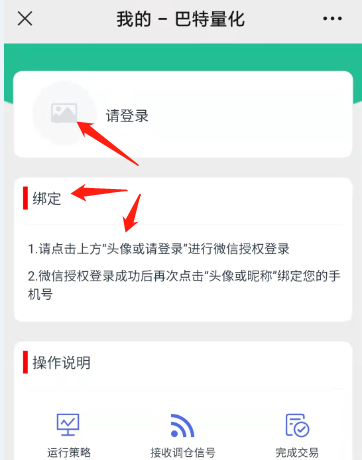 我的 - 巴特量化
请登录
绑定
1.请点击上方“头像或请登录”进行微信授权登录
2.微信授权登录成功后再次点击“头像或昵称”绑定您的手
机号
操作说明
运行策略 接收调仓信号 完成交易